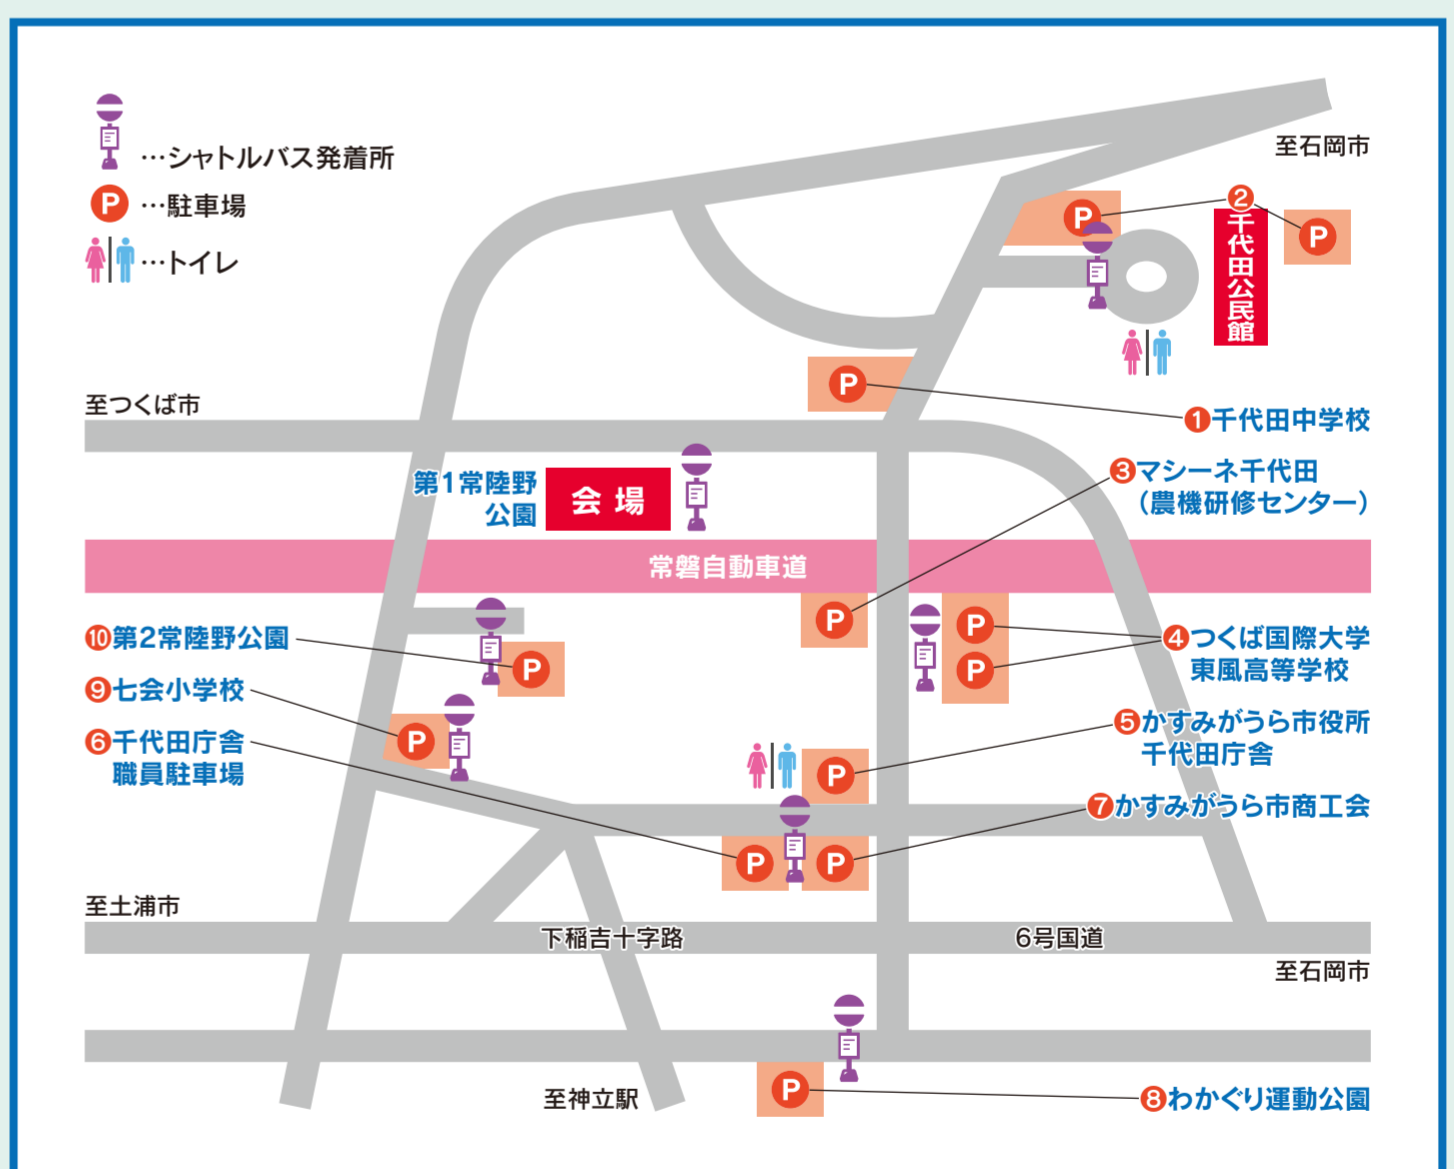 …シャトルバス発着所
P …駐車場
…トイレ
至石岡市
P
2
P
千代田公民館
P
至つくば市
1千代田中学校
第1常陸野
公園
会場
3マシーネ千代田
(農機研修センター)
常磐自動車道
P
P
P
4つくば国際大学
東風高等学校
10第2常陸野公園
P
9七会小学校
P
6千代田庁舎
職員駐車場
P
5かすみがうら市役所
千代田庁舎
7かすみがうら市商工会
P
P
至土浦市
下稲吉十字路
6号国道
至石岡市
至神立駅
P
8わかぐり運動公園